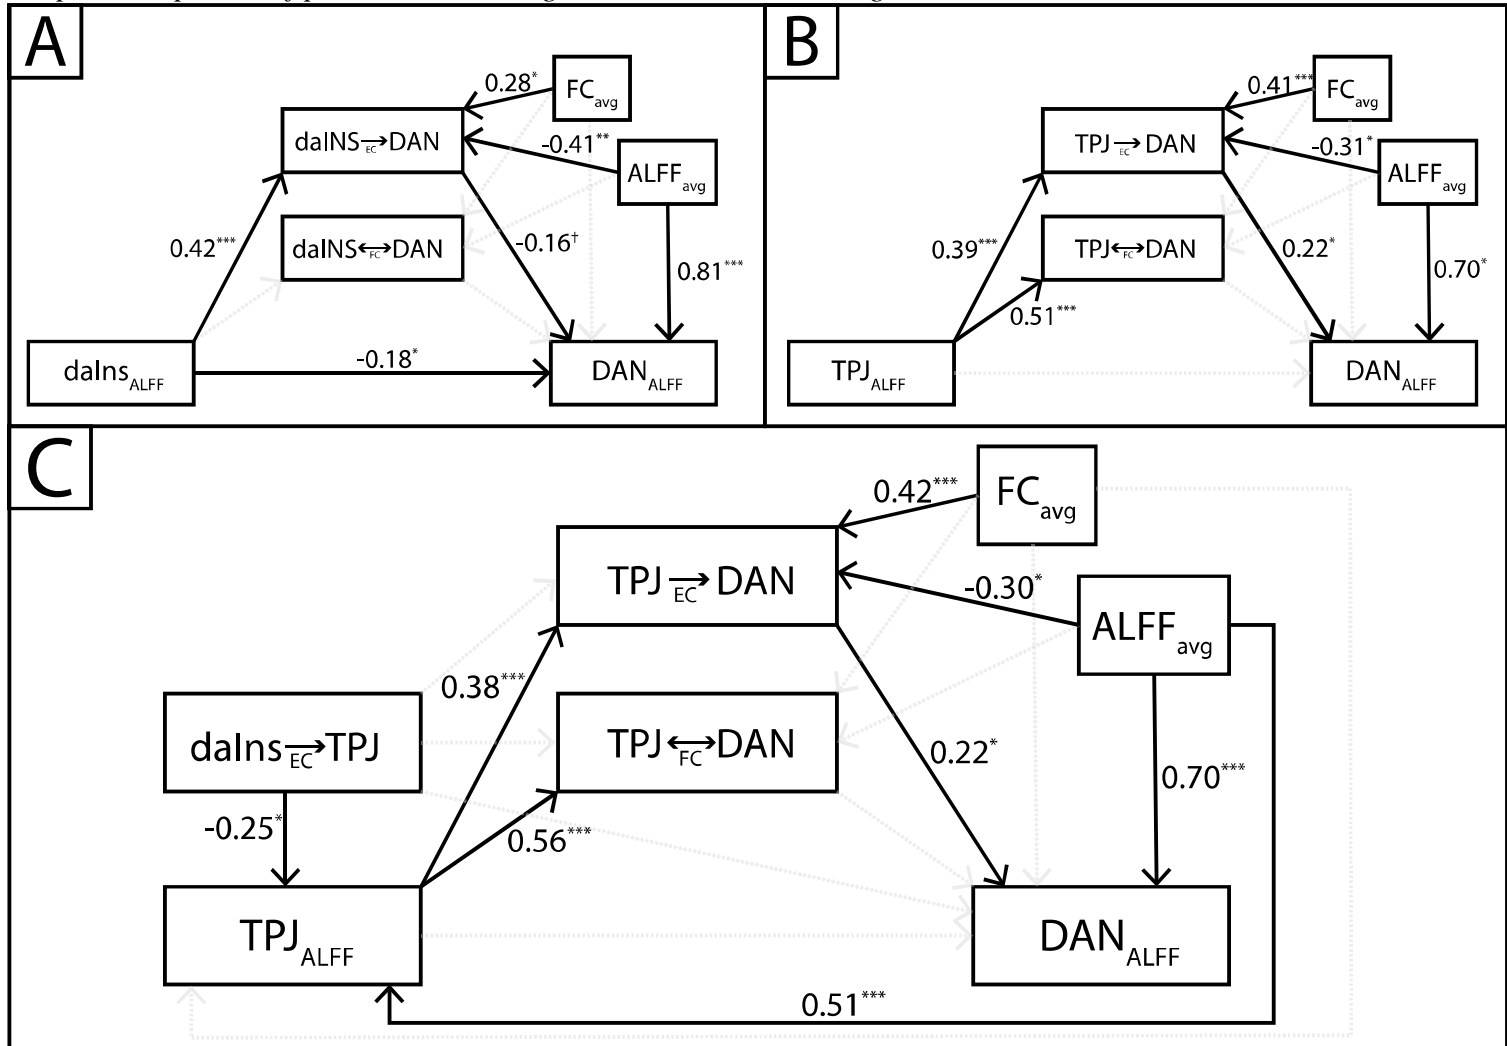 A
FC avg
0.28*
daINS → EC DAN
-0.41**
ALFF avg
0.42***
daINS ↔ FC DAN
-0.16†
0.81***
daIns ALFF
-0.18*
DAN ALFF
B
FC avg
0.41***
TPJ → EC DAN
-0.31*
ALFF avg
0.39***
TPJ ↔ FC DAN
0.22*
0.70*
0.51***
TPJ ALFF
DAN ALFF
C
FC avg
0.42***
TPJ → EC DAN
-0.30*
ALFF avg
0.38***
daIns → EC TPJ
TPJ ↔ FC DAN
0.22*
0.70***
-0.25*
0.56***
TPJ ALFF
DAN ALFF
0.51***